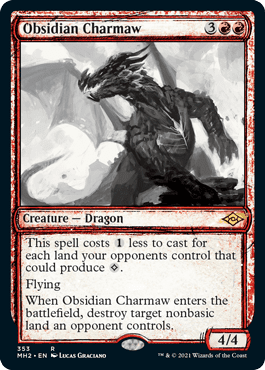 Obsidian Charmaw 3
Creature — Dragon
This spell costs 1 less to cast for
each land your opponents control that
could produce ◇.
Flying
When Obsidian Charmaw enters the
battlefield, destroy target nonbasic
land an opponent controls.
4/4
353 R
MH2 • EN Lucas Graciano
™ & © 2021 Wizards of the Coast